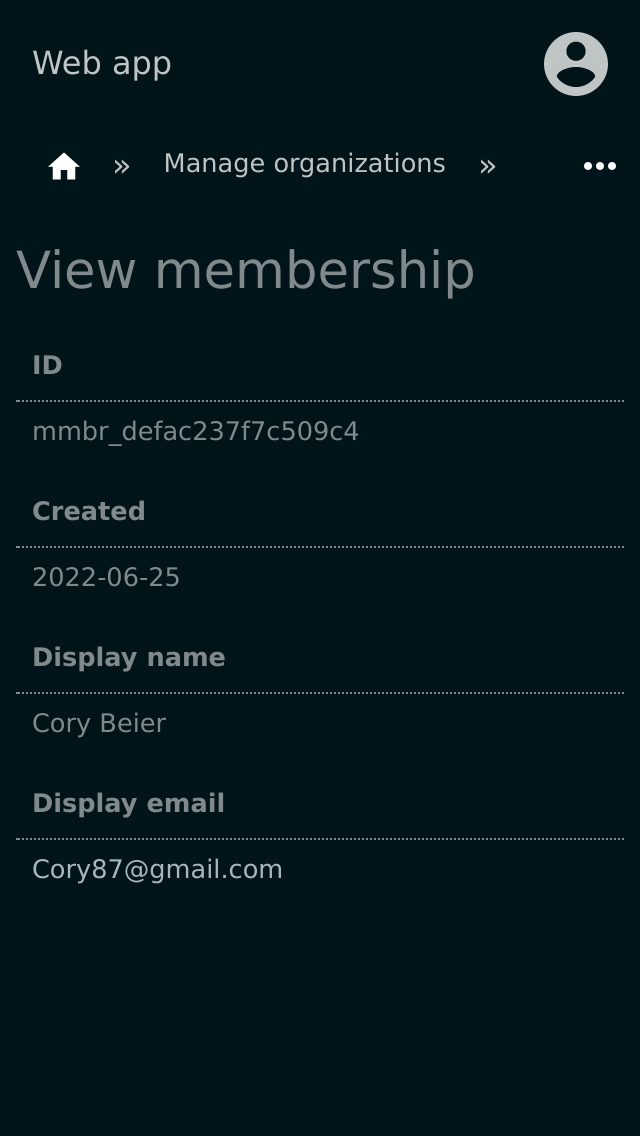 Web app
» Manage organizations »
View membership
ID
mmbr_defac237f7c509c4
Created
2022-06-25
Display name
Cory Beier
Display email
Cory87@gmail.com